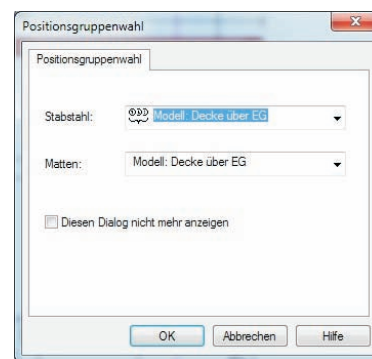 Positionsgruppenwahl
Positionsgruppenwahl
Stabstahl: Modell: Decke über EG
Matten: Modell: Decke über EG
Diesen Dialog nicht mehr anzeigen
OK Abbrechen Hilfe